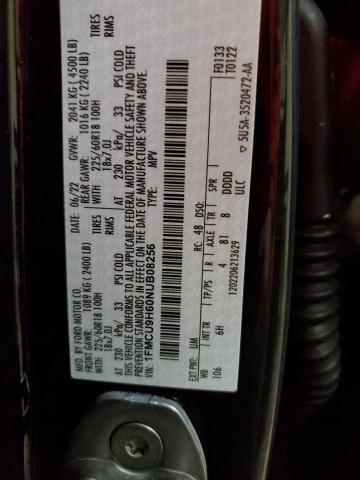 MFD. BY FORD MOTOR CO.
DATE: 06/22 GVWR: 2041 KG ( 4500 LB)
FRONT GAWR: 1089 KG (2400 LB) REAR GAWR: 1016 KG (2240 LB)
WITH 225/60R18 100H TIRES WITH 225/60R18 100H TIRES
18x7.0J RIMS 18x7.0J RIMS
AT 230 kPa/ 33 PSI COLD AT 230 kPa/ 33 PSI COLD
THIS VEHICLE CONFORMS TO ALL APPLICABLE FEDERAL MOTOR VEHICLE SAFETY AND THEFT
PREVENTION STANDARDS IN EFFECT ON THE DATE OF MANUFACTURE SHOWN ABOVE.
VIN: 1FMCU9H60NUB08256
TYPE: MPV
F0133
T0122
EXT PNT: UM RC: 48 DSO:
WB INT TR TP/PS R AXLE TR SPR
106 6H 4 81 B DDDD
ULC
1202206213629
5U5A-3520472-AA